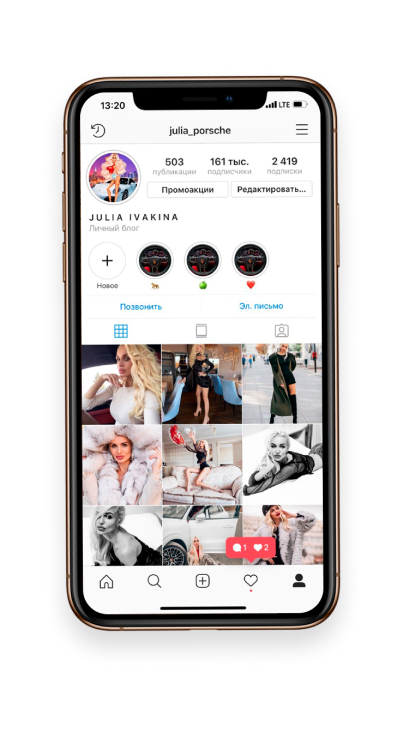 13:20
LTE
julia_porsche
503
161 тыс.
2 419
публикации
подписчики
подписки
Промоакции
Редактировать...
JULIA IVAKINA
Личный блог
Новое
Позвонить
Эл. письмо
1
2